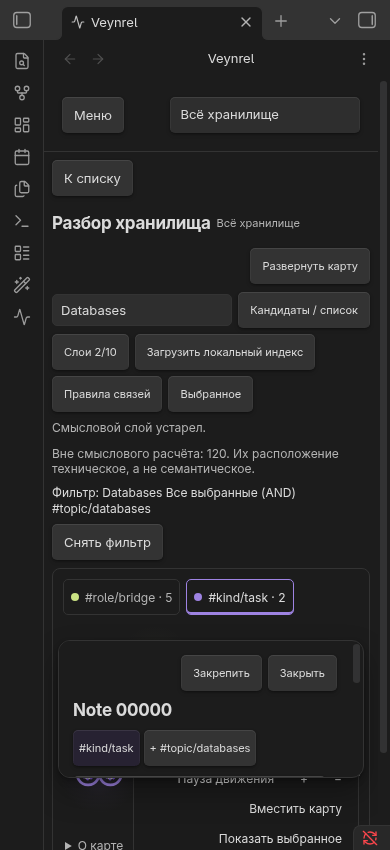 Veynrel
Veynrel
Меню
Всё хранилище
К списку
Разбор хранилища Всё хранилище
Развернуть карту
Databases
Кандидаты / список
Слои 2/10
Загрузить локальный индекс
Правила связей
Выбранное
Смысловой слой устарел.
Вне смыслового расчёта: 120. Их расположение
техническое, а не семантическое.
Фильтр: Databases Все выбранные (AND)
#topic/databases
Снять фильтр
#role/bridge · 5
#kind/task · 2
Закрепить
Закрыть
Note 00000
#kind/task
+ #topic/databases
Пауза движения + −
Вместить карту
Показать выбранное
▶ О карте